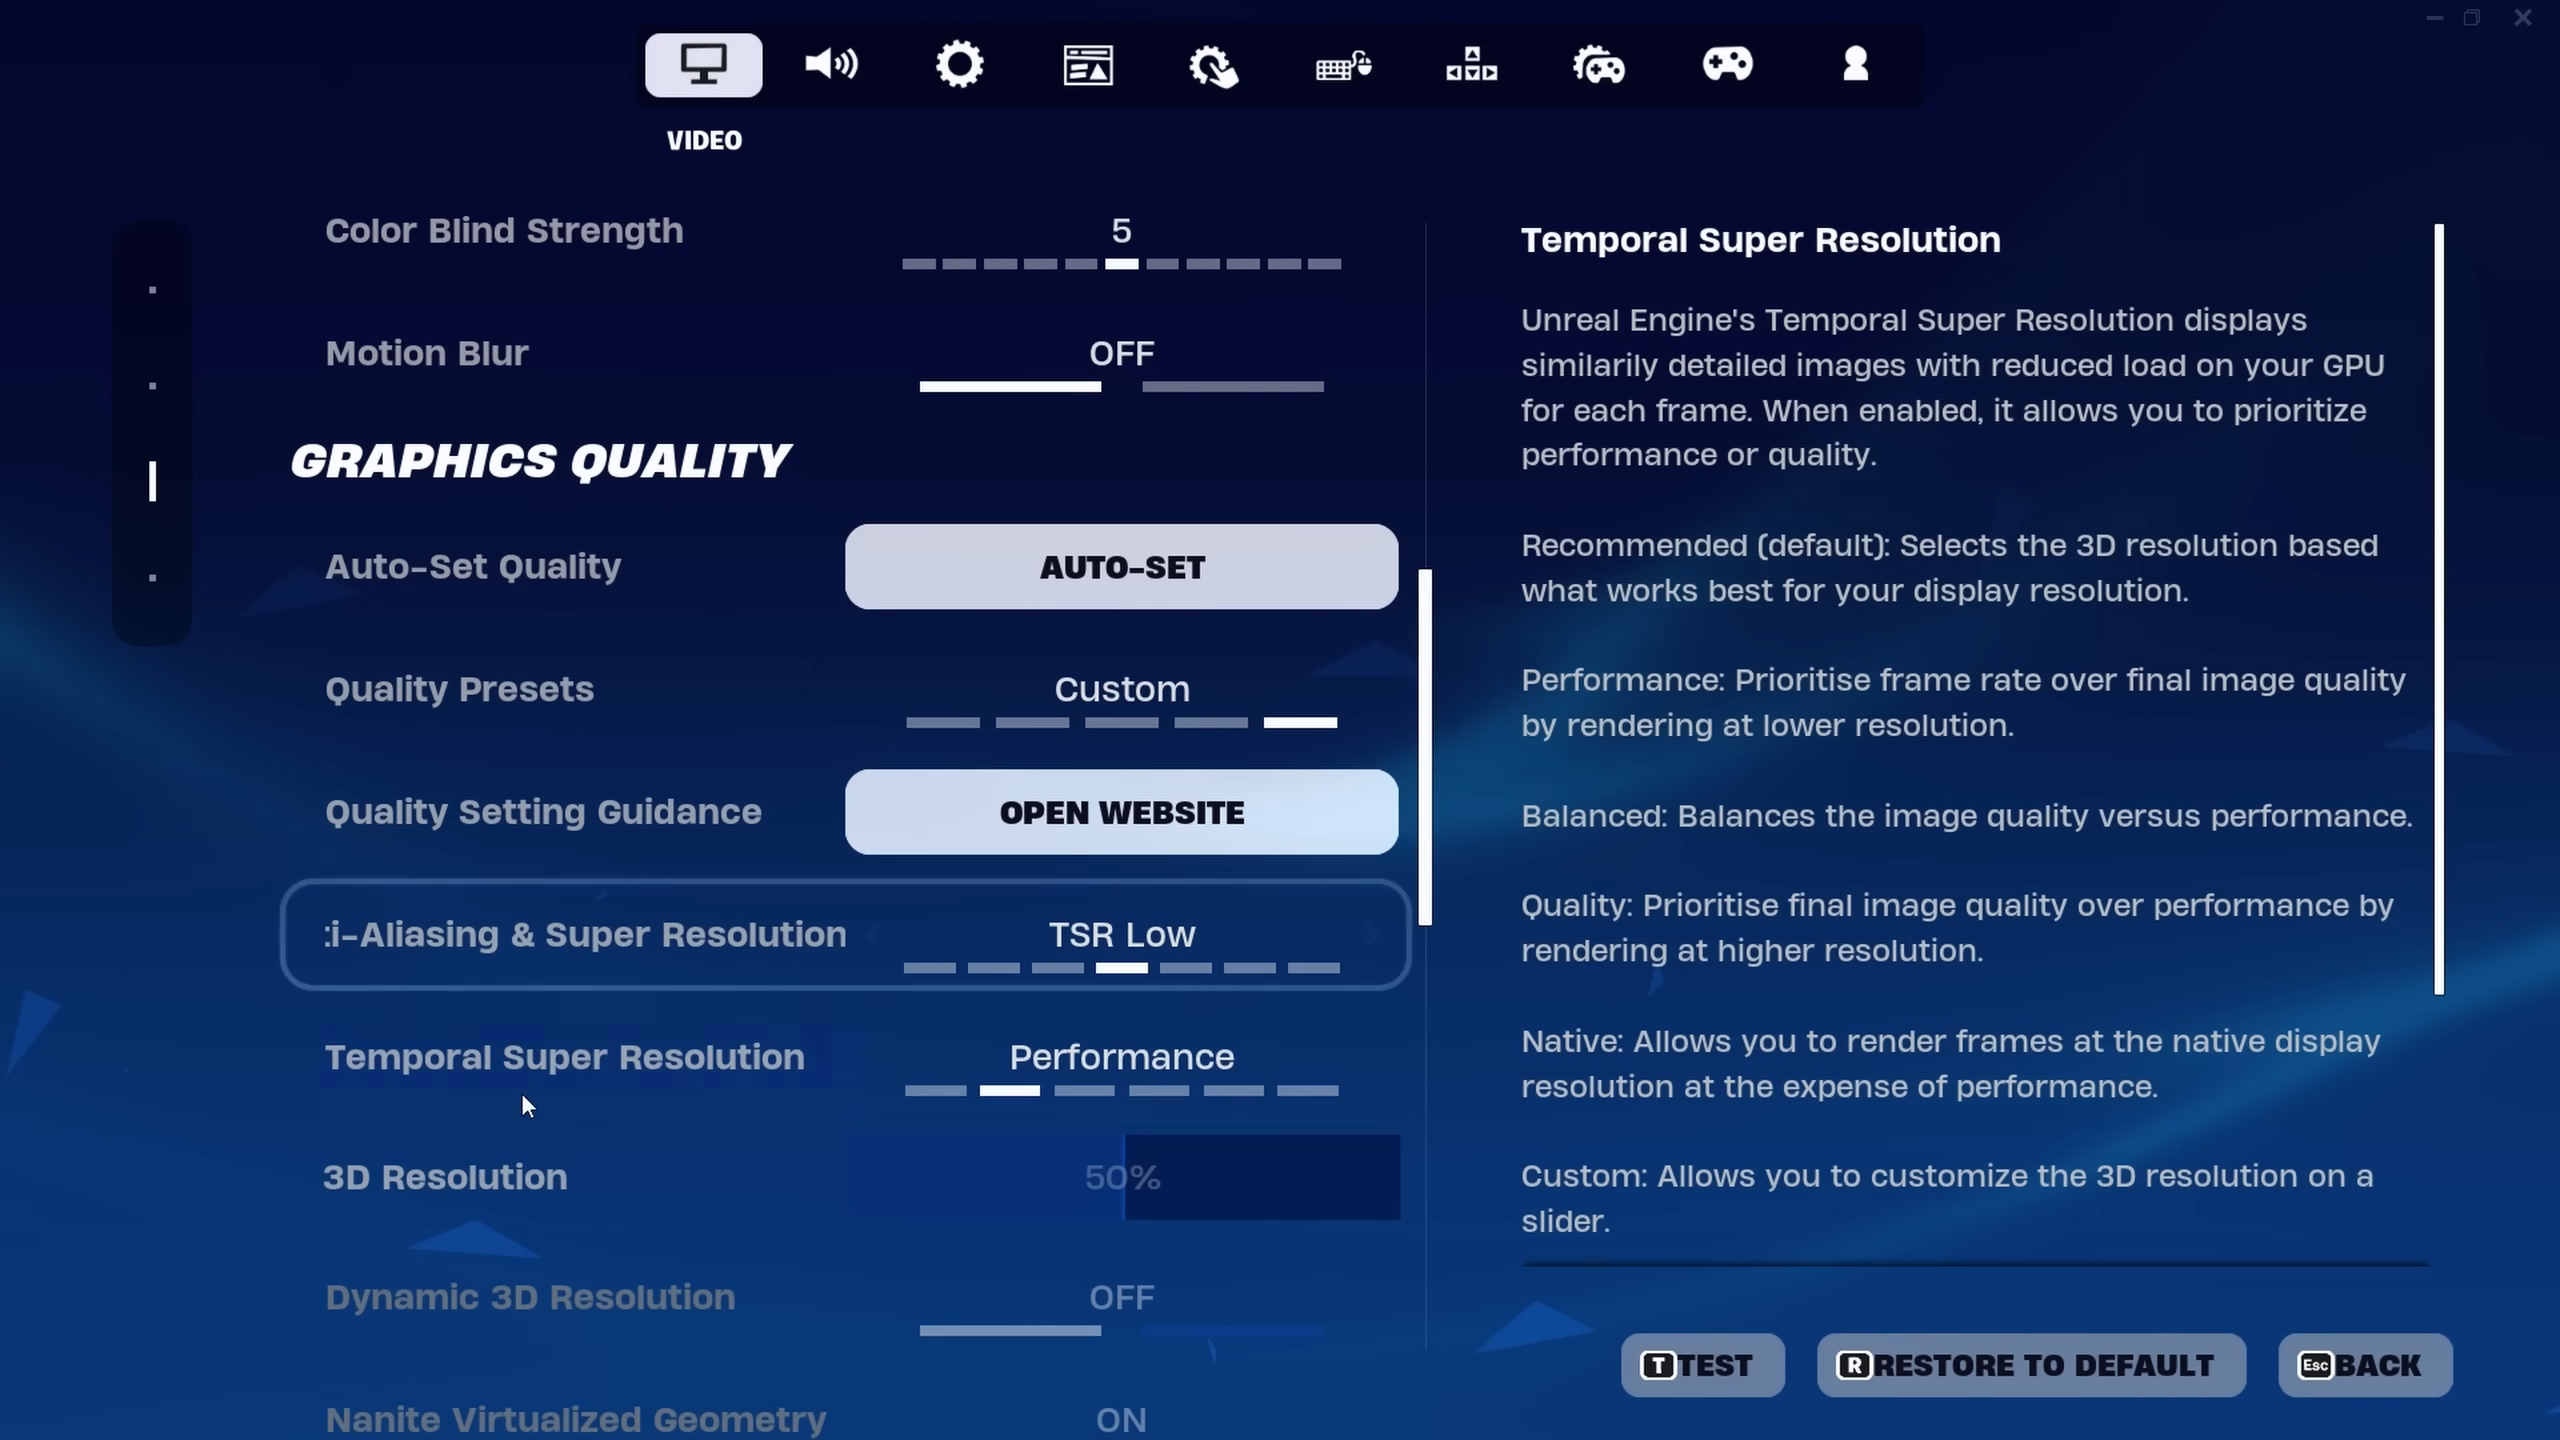 VIDEO
Color Blind Strength
5
Motion Blur
OFF
GRAPHICS QUALITY
Auto-Set Quality
AUTO-SET
Quality Presets
Custom
Quality Setting Guidance
OPEN WEBSITE
i-Aliasing & Super Resolution
TSR Low
Temporal Super Resolution
Performance
3D Resolution
50%
Dynamic 3D Resolution
OFF
Nanite Virtualized Geometry
ON
Temporal Super Resolution
Unreal Engine's Temporal Super Resolution displays
similarily detailed images with reduced load on your GPU
for each frame. When enabled, it allows you to prioritize
performance or quality.
Recommended (default): Selects the 3D resolution based
what works best for your display resolution.
Performance: Prioritise frame rate over final image quality
by rendering at lower resolution.
Balanced: Balances the image quality versus performance.
Quality: Prioritise final image quality over performance by
rendering at higher resolution.
Native: Allows you to render frames at the native display
resolution at the expense of performance.
Custom: Allows you to customize the 3D resolution on a
slider.
T TEST
R RESTORE TO DEFAULT
Esc BACK